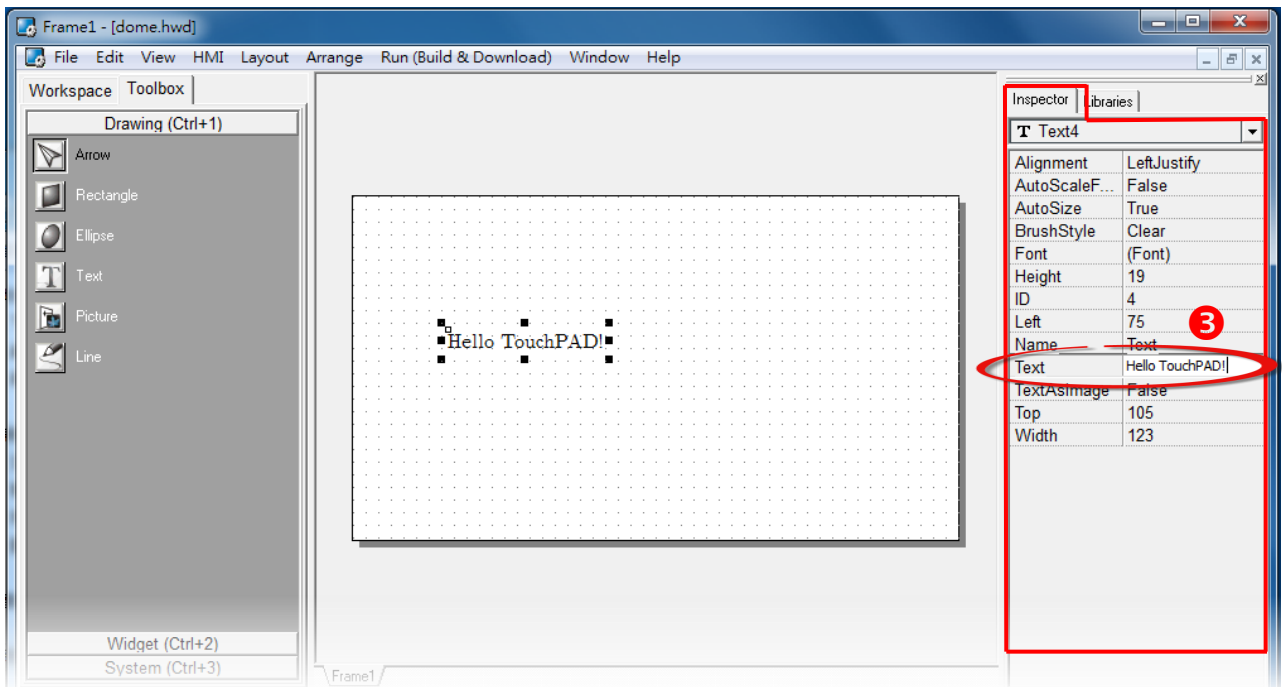 Frame1 - [dome.hwd]
File Edit View HMI Layout Arrange Run (Build & Download) Window Help
Workspace Toolbox
Drawing (Ctrl+1)
Arrow
Rectangle
Ellipse
Text
Picture
Line
Widget (Ctrl+2)
System (Ctrl+3)
Hello TouchPAD!
Frame1
Inspector Libraries
T Text4
Alignment LeftJustify
AutoScaleF... False
AutoSize True
BrushStyle Clear
Font (Font)
Height 19
ID 4
Left 75
3
Name Text
Text Hello TouchPAD!
TextAsImage False
Top 105
Width 123